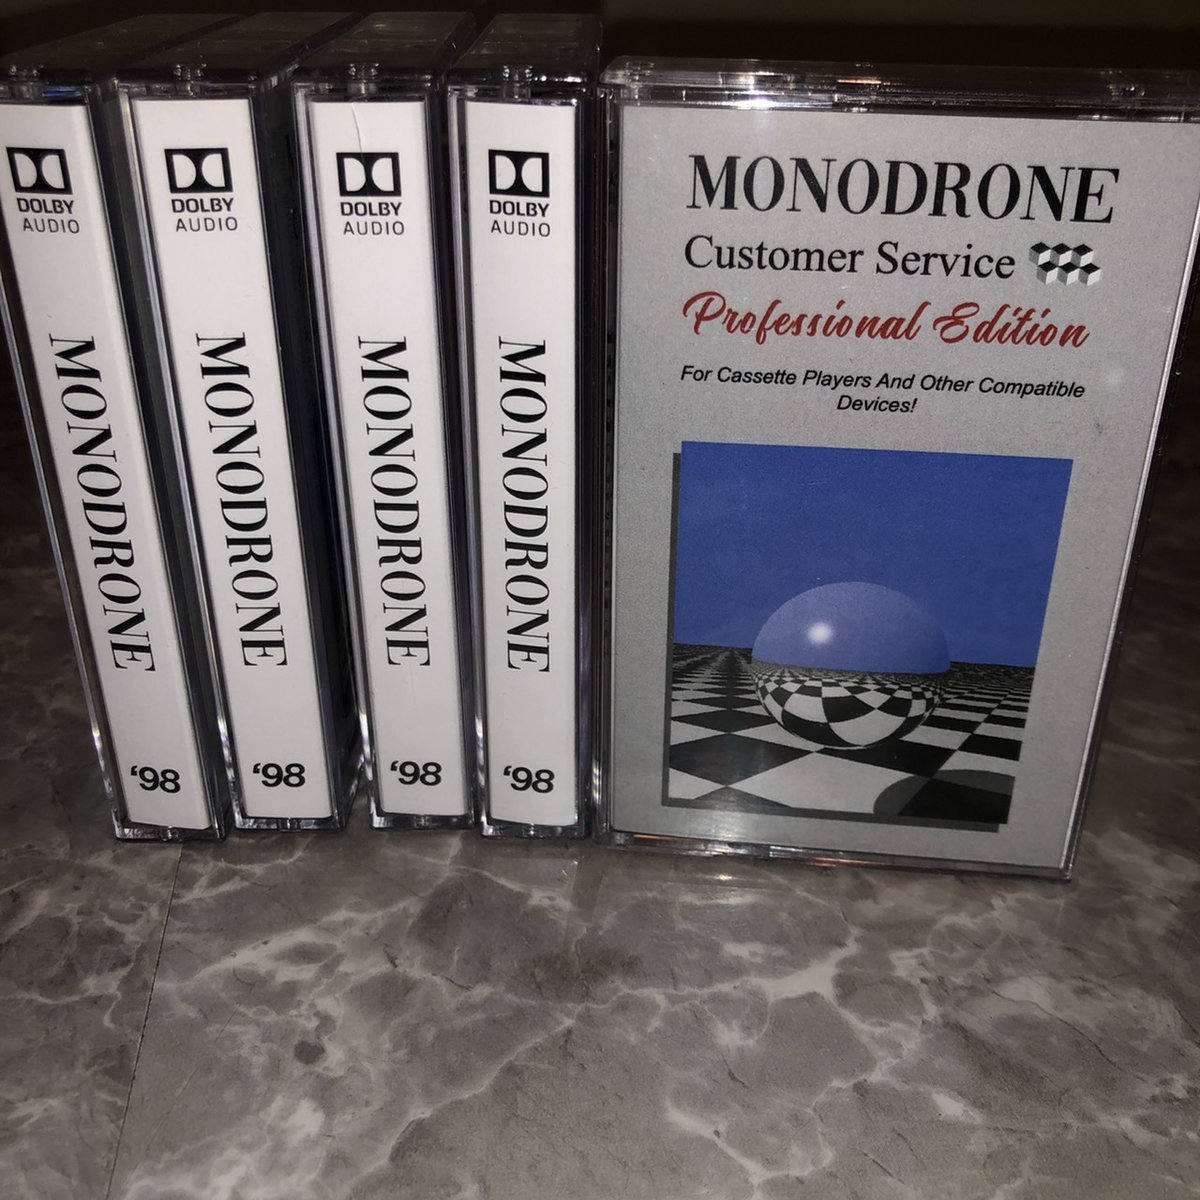 DOLBY
AUDIO
MONODRONE
‘98
DOLBY
AUDIO
MONODRONE
‘98
DOLBY
AUDIO
MONODRONE
‘98
DOLBY
AUDIO
MONODRONE
‘98
MONODRONE
Customer Service
Professional Edition
For Cassette Players And Other Compatible
Devices!